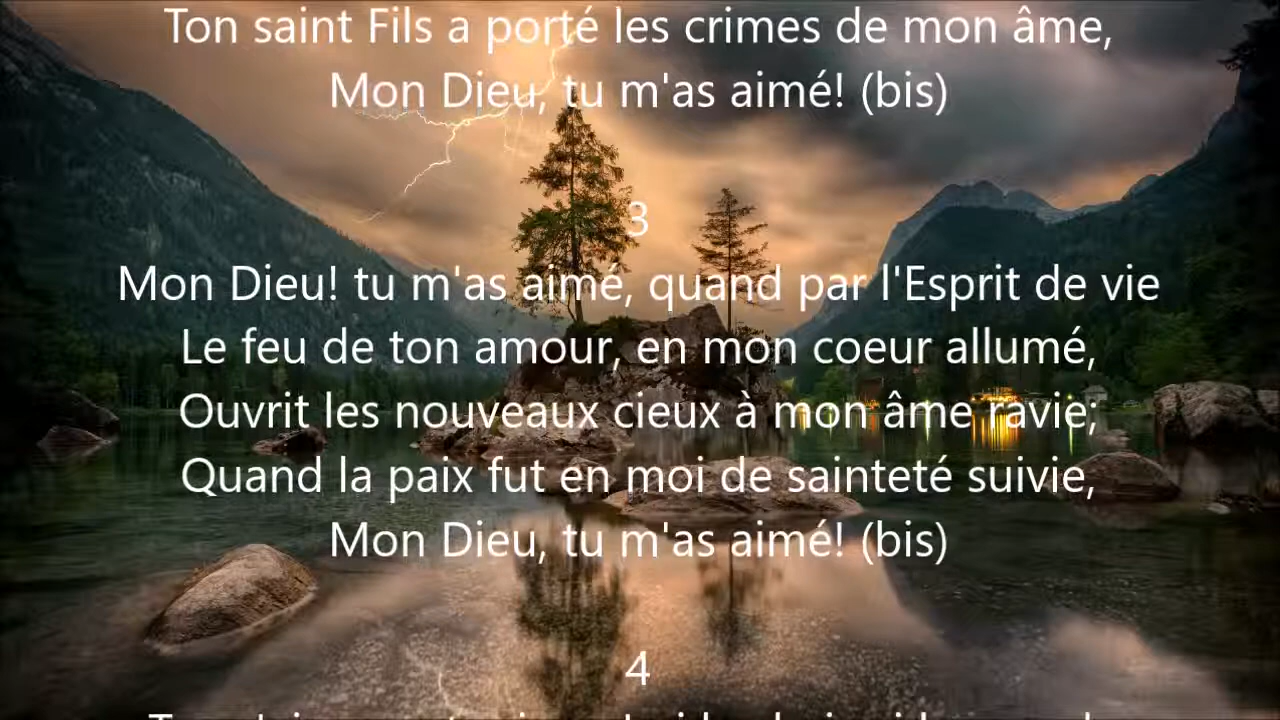 Ton saint Fils a porté les crimes de mon âme,
Mon Dieu, tu m'as aimé! (bis)
3
Mon Dieu! tu m'as aimé, quand par l'Esprit de vie
Le feu de ton amour, en mon coeur allumé,
Ouvrit les nouveaux cieux à mon âme ravie;
Quand la paix fut en moi de sainteté suivie,
Mon Dieu, tu m'as aimé! (bis)
4